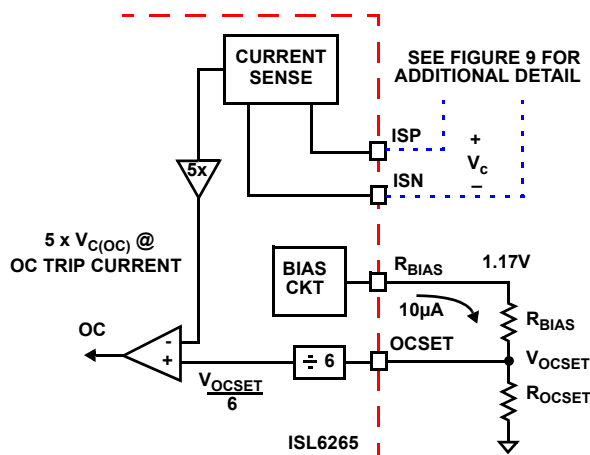 CURRENT
SENSE
SEE FIGURE 9 FOR
ADDITIONAL DETAIL
ISP
+
Vc
–
ISN
5x
5 x VC(OC) @
OC TRIP CURRENT
BIAS
CKT
RBIAS
1.17V
10µA
RBIAS
OC
-
+
÷ 6
OCSET
VOCSET
VOCSET
6
ROCSET
ISL6265